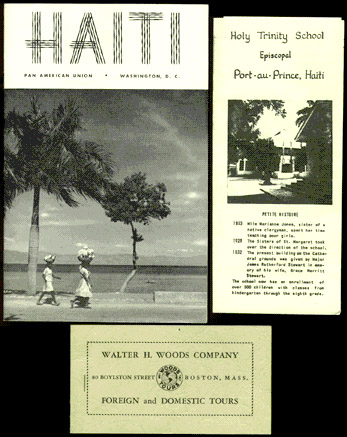 HAITI
PAN AMERICAN UNION • WASHINGTON, D. C.
Holy Trinity School
Episcopal
Port-au-Prince, Haiti
PETITE HISTOIRE
1913 Mlle Marianne Jones, sister of a
native clergyman, spent her time
teaching poor girls.
1928 The Sisters of St. Margaret took
over the direction of the school.
1932 The present building on the Cathe-
dral grounds was given by Major
James Rutherford Stewart in mem-
ory of his wife, Grace Merritt
Stewart.
The school now has an enrollment of
over 500 children with classes from
kindergarten through the eighth grade.
WALTER H. WOODS COMPANY
80 BOYLSTON STREET WOODS TOURS BOSTON, MASS.
FOREIGN and DOMESTIC TOURS